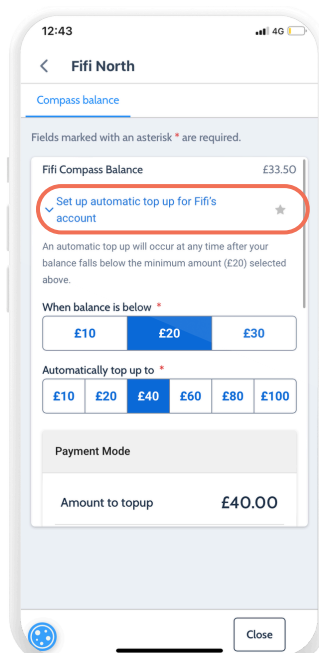 12:43
4G
Fifi North
Compass balance
Fields marked with an asterisk * are required.
Fifi Compass Balance £33.50
Set up automatic top up for Fifi's
account
An automatic top up will occur at any time after your
balance falls below the minimum amount (£20) selected
above.
When balance is below *
£10 £20 £30
Automatically top up to *
£10 £20 £40 £60 £80 £100
Payment Mode
Amount to topup £40.00
Close